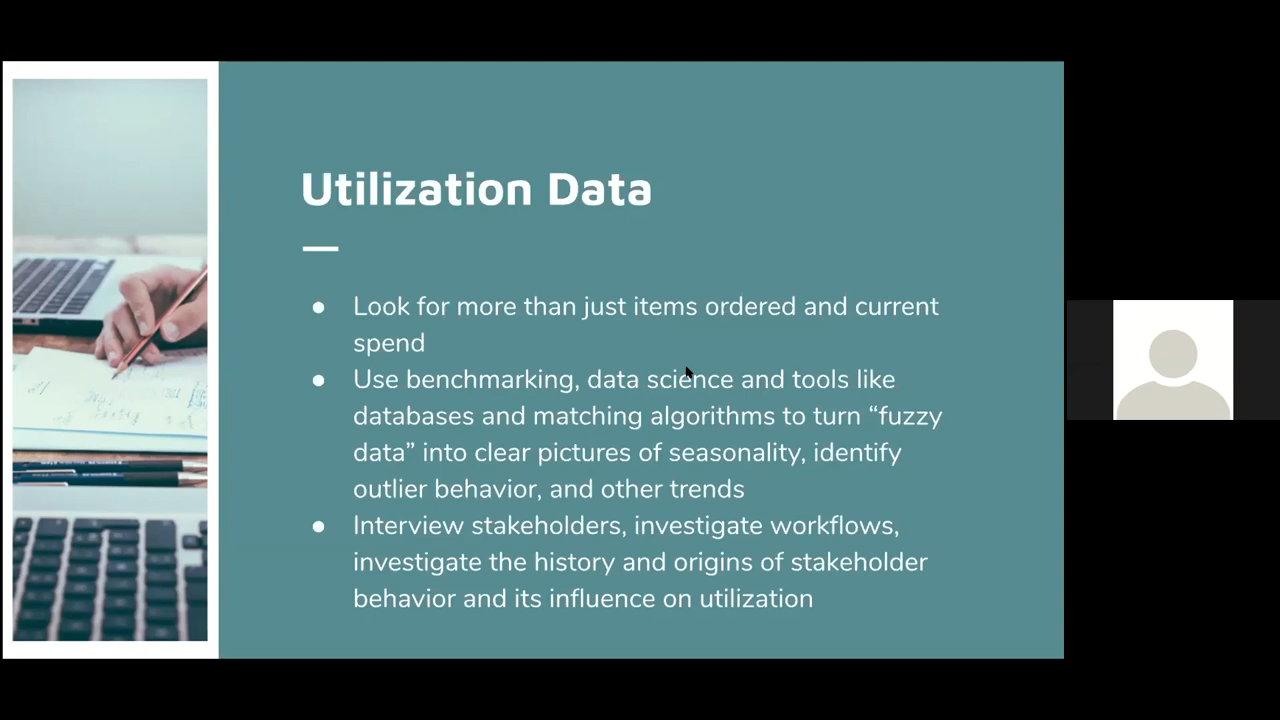 Utilization Data
● Look for more than just items ordered and current
spend
● Use benchmarking, data science and tools like
databases and matching algorithms to turn “fuzzy
data” into clear pictures of seasonality, identify
outlier behavior, and other trends
● Interview stakeholders, investigate workflows,
investigate the history and origins of stakeholder
behavior and its influence on utilization